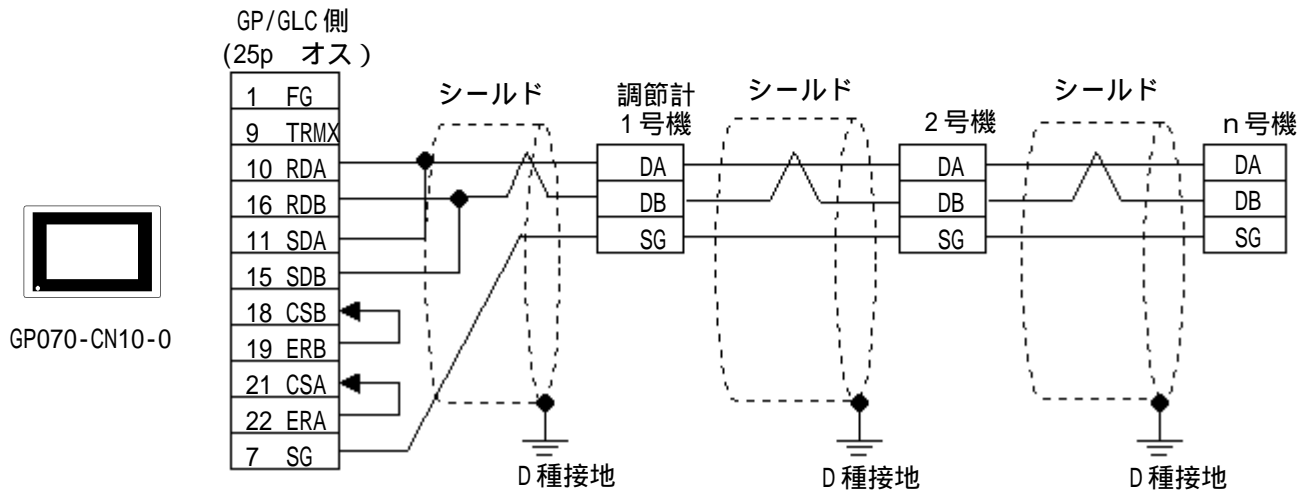 GP/GLC 側
(25p オス )
1 FG
9 TRMX
10 RDA
16 RDB
11 SDA
15 SDB
18 CSB
19 ERB
21 CSA
22 ERA
7 SG
GP070-CN10-0
シールド
調節計
1号機
DA
DB
SG
シールド
2号機
DA
DB
SG
シールド
n号機
DA
DB
SG
D種接地
D種接地
D種接地